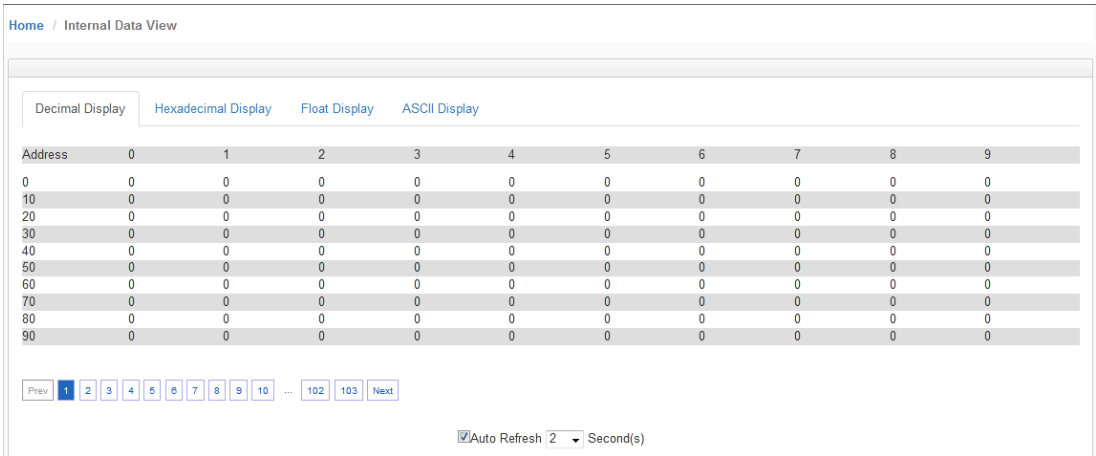 Home / Internal Data View
Decimal Display Hexadecimal Display Float Display ASCII Display
Address 0 1 2 3 4 5 6 7 8 9
0 0 0 0 0 0 0 0 0 0 0
10 0 0 0 0 0 0 0 0 0 0
20 0 0 0 0 0 0 0 0 0 0
30 0 0 0 0 0 0 0 0 0 0
40 0 0 0 0 0 0 0 0 0 0
50 0 0 0 0 0 0 0 0 0 0
60 0 0 0 0 0 0 0 0 0 0
70 0 0 0 0 0 0 0 0 0 0
80 0 0 0 0 0 0 0 0 0 0
90 0 0 0 0 0 0 0 0 0 0
Prev 1 2 3 4 5 6 7 8 9 10 ... 102 103 Next
Auto Refresh 2 Second(s)